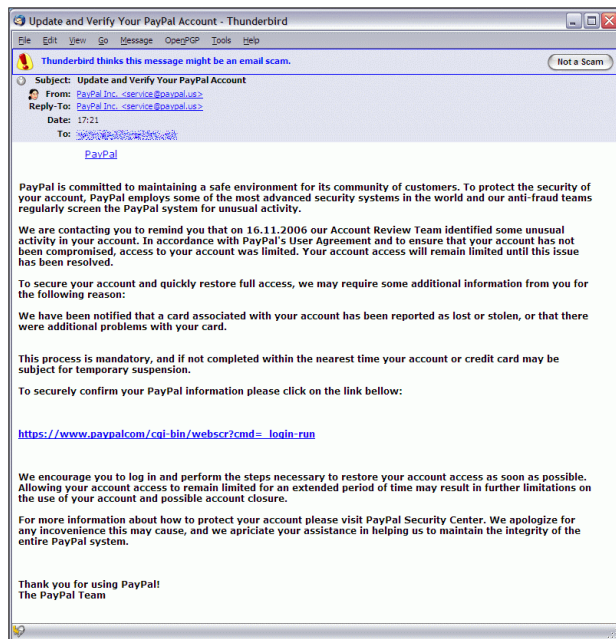 Update and Verify Your PayPal Account - Thunderbird
File Edit View Go Message OpenPGP Tools Help
Thunderbird thinks this message might be an email scam.
Not a Scam
Subject: Update and Verify Your PayPal Account
From: PayPal Inc. <service@paypal.us>
Reply-To: PayPal Inc. <service@paypal.us>
Date: 17:21
To:
PayPal
PayPal is committed to maintaining a safe environment for its community of customers. To protect the security of
your account, PayPal employs some of the most advanced security systems in the world and our anti-fraud teams
regularly screen the PayPal system for unusual activity.
We are contacting you to remind you that on 16.11.2006 our Account Review Team identified some unusual
activity in your account. In accordance with PayPal's User Agreement and to ensure that your account has not
been compromised, access to your account was limited. Your account access will remain limited until this issue
has been resolved.
To secure your account and quickly restore full access, we may require some additional information from you for
the following reason:
We have been notified that a card associated with your account has been reported as lost or stolen, or that there
were additional problems with your card.
This process is mandatory, and if not completed within the nearest time your account or credit card may be
subject for temporary suspension.
To securely confirm your PayPal information please click on the link bellow:
https://www.paypalcom/cgi-bin/webscr?cmd=_login-run
We encourage you to log in and perform the steps necessary to restore your account access as soon as possible.
Allowing your account access to remain limited for an extended period of time may result in further limitations on
the use of your account and possible account closure.
For more information about how to protect your account please visit PayPal Security Center. We apologize for
any incovenience this may cause, and we apriciate your assistance in helping us to maintain the integrity of the
entire PayPal system.
Thank you for using PayPal!
The PayPal Team